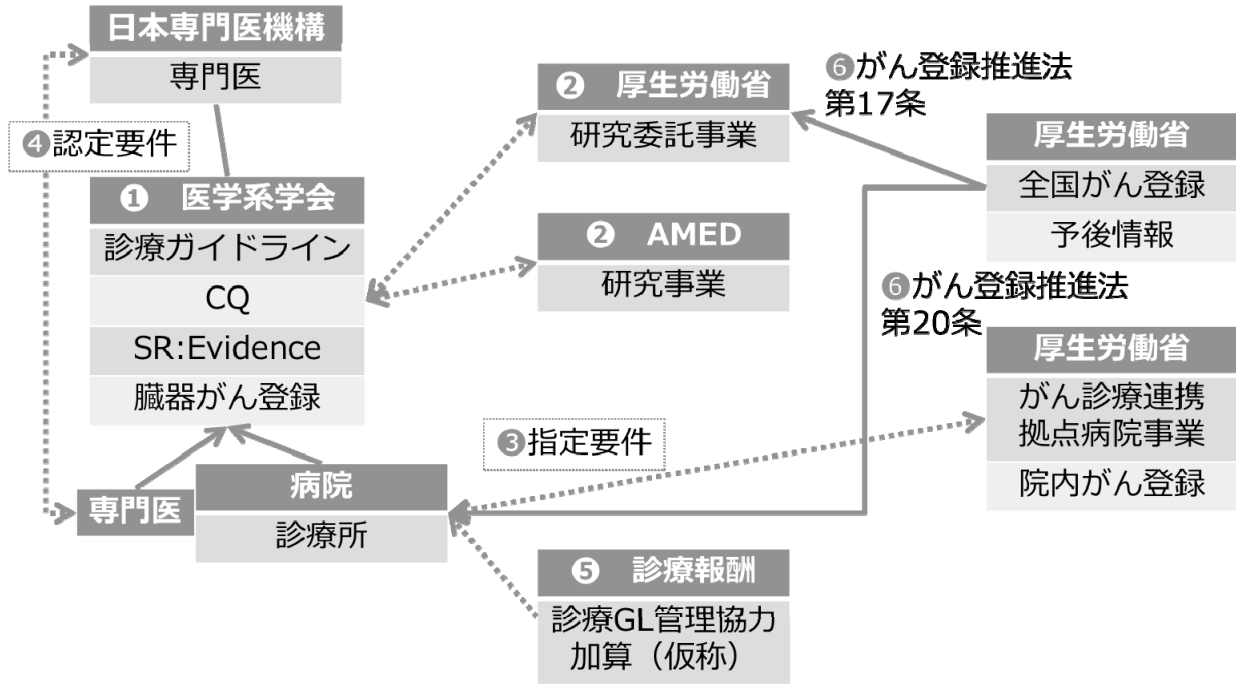 日本専門医機構
専門医
❹認定要件
❶ 医学系学会
診療ガイドライン
CQ
SR:Evidence
臓器がん登録
専門医
病院
診療所
❷ 厚生労働省
研究委託事業
❷ AMED
研究事業
❸指定要件
❺ 診療報酬
診療GL管理協力
加算（仮称）
❻がん登録推進法
第17条
厚生労働省
全国がん登録
予後情報
❻がん登録推進法
第20条
厚生労働省
がん診療連携
拠点病院事業
院内がん登録